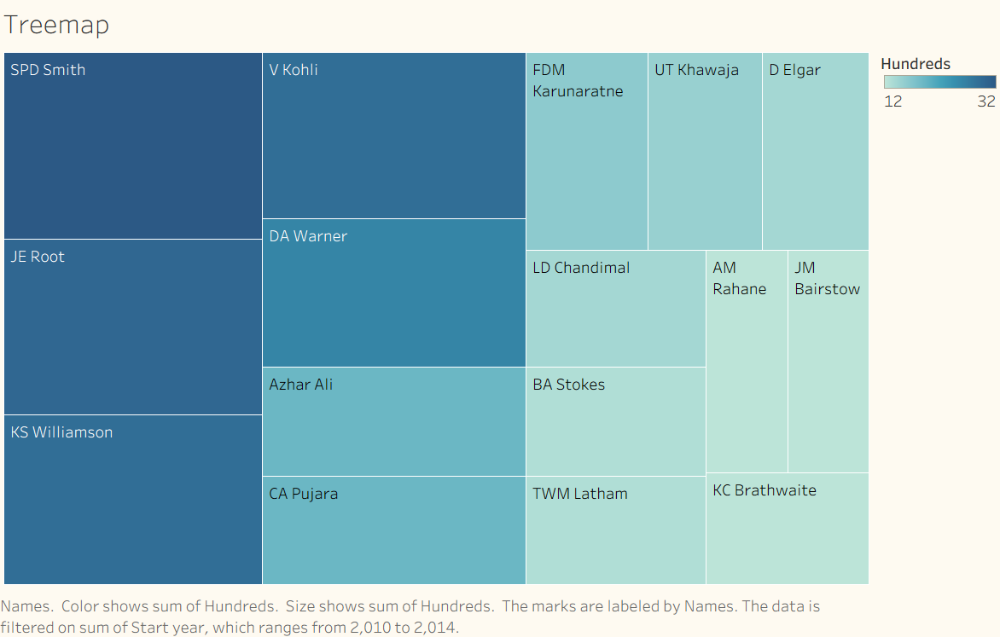 Treemap
SPD Smith
JE Root
KS Williamson
V Kohli
DA Warner
Azhar Ali
CA Pujara
FDM
Karunaratne
UT Khawaja
D Elgar
LD Chandimal
BA Stokes
TWM Latham
AM
Rahane
JM
Bairstow
KC Brathwaite
Hundreds
12 32
Names. Color shows sum of Hundreds. Size shows sum of Hundreds. The marks are labeled by Names. The data is
filtered on sum of Start year, which ranges from 2,010 to 2,014.